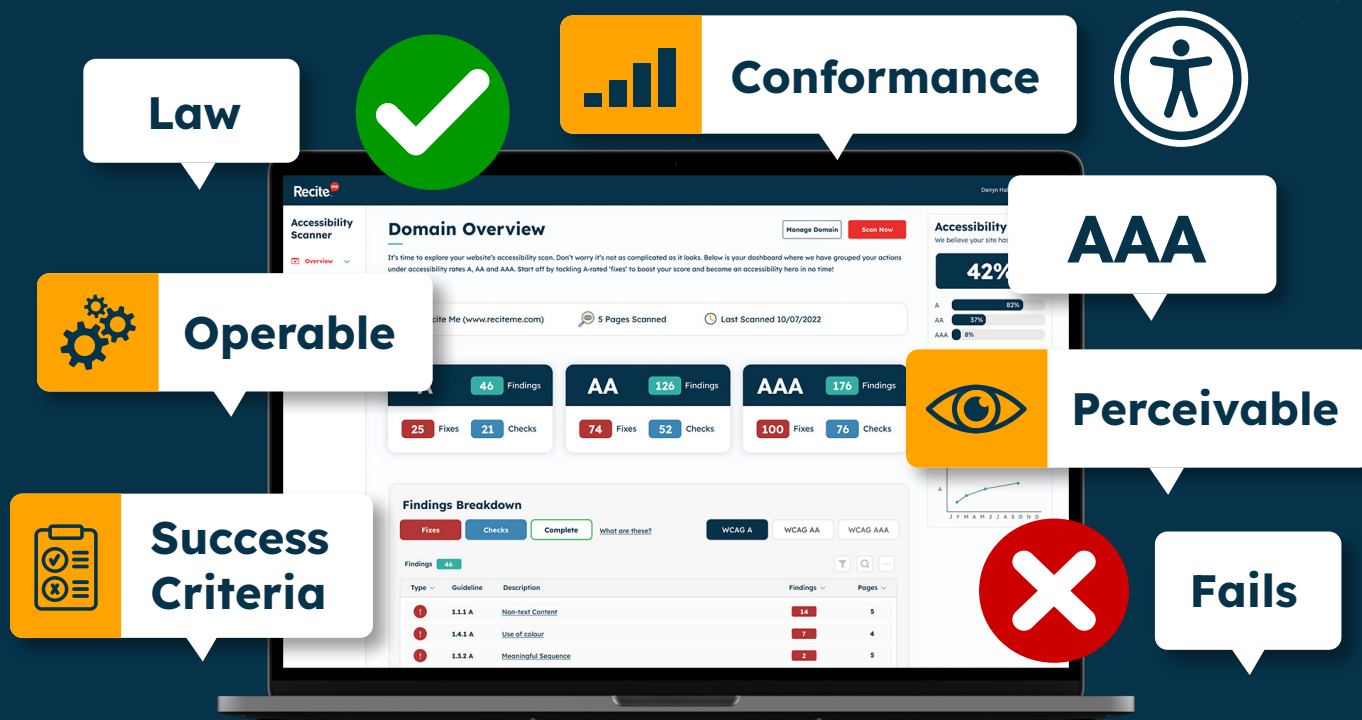 Law
Conformance
AAA
Operable
Perceivable
Success
Criteria
Fails
Recite me
Darryn
Accessibility
Scanner
Overview
Domain Overview
Manage Domain
Scan Now
It's time to explore your website's accessibility scan. Don't worry it's not as complicated as it looks. Below is your dashboard where we have grouped your actions
under accessibility rates A, AA and AAA. Start off by tackling A-rated 'fixes' to boost your score and become an accessibility hero in no time!
Me (www.reciteme.com)
5 Pages Scanned
Last Scanned 10/07/2022
Accessibility
We believe your site has
42%
A 82%
AA 37%
AAA 8%
46 Findings
25 Fixes 21 Checks
AA 126 Findings
74 Fixes 52 Checks
AAA 176 Findings
100 Fixes 76 Checks
A
J F M A M J J A S O N D
Findings Breakdown
Fixes Checks Complete What are these? WCAG A WCAG AA WCAG AAA
Findings 46
Type Guideline Description Findings Pages
1.1.1 A Non-text Content 14 5
1.4.1 A Use of colour 7 4
1.3.2 A Meaningful Sequence 2 5